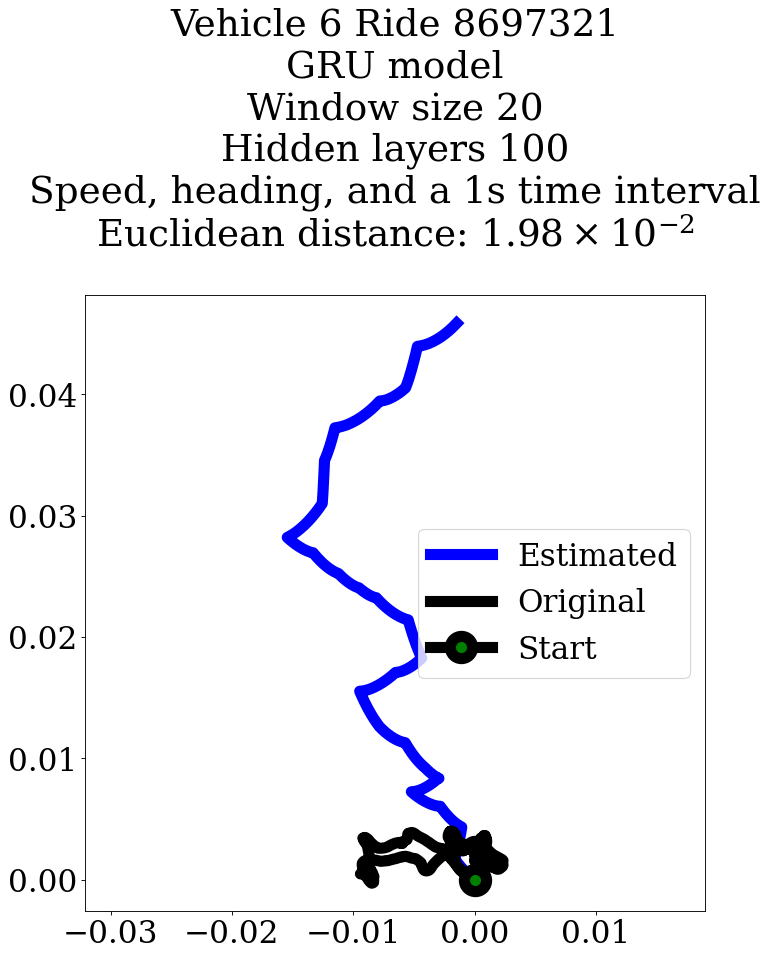 Vehicle 6 Ride 8697321
GRU model
Window size 20
Hidden layers 100
Speed, heading, and a 1s time interval
Euclidean distance: 1.98 × 10⁻²
0.04
0.03
0.02
0.01
0.00
Estimated
Original
Start
−0.03 −0.02 −0.01 0.00 0.01